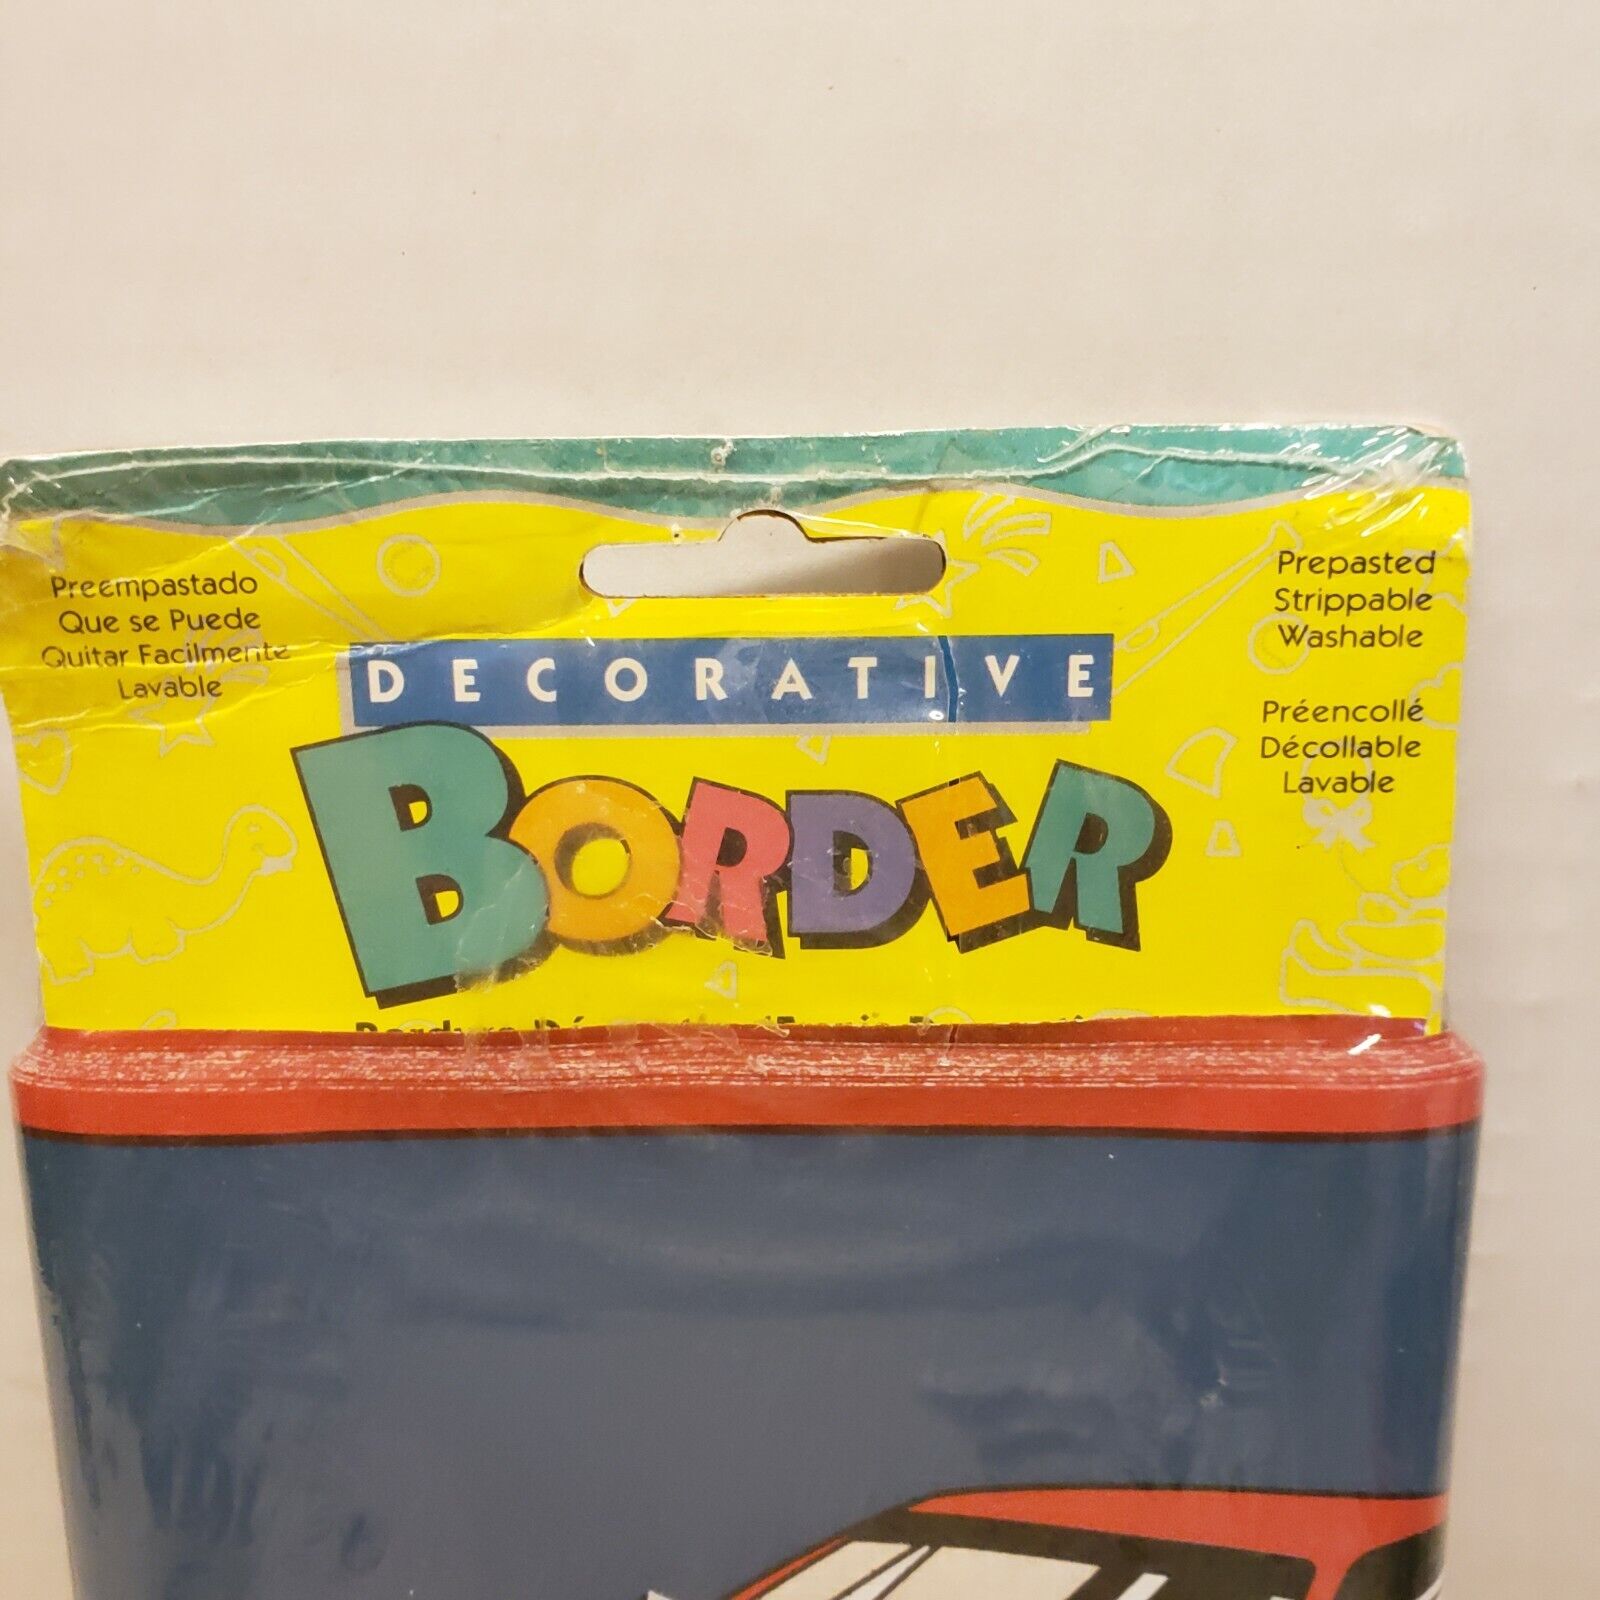 Preempastado
Que se Puede
Quitar Facilmente
Lavable
Prepasted
Strippable
Washable
Préencollé
Décollable
Lavable
DECORATIVE
BORDER